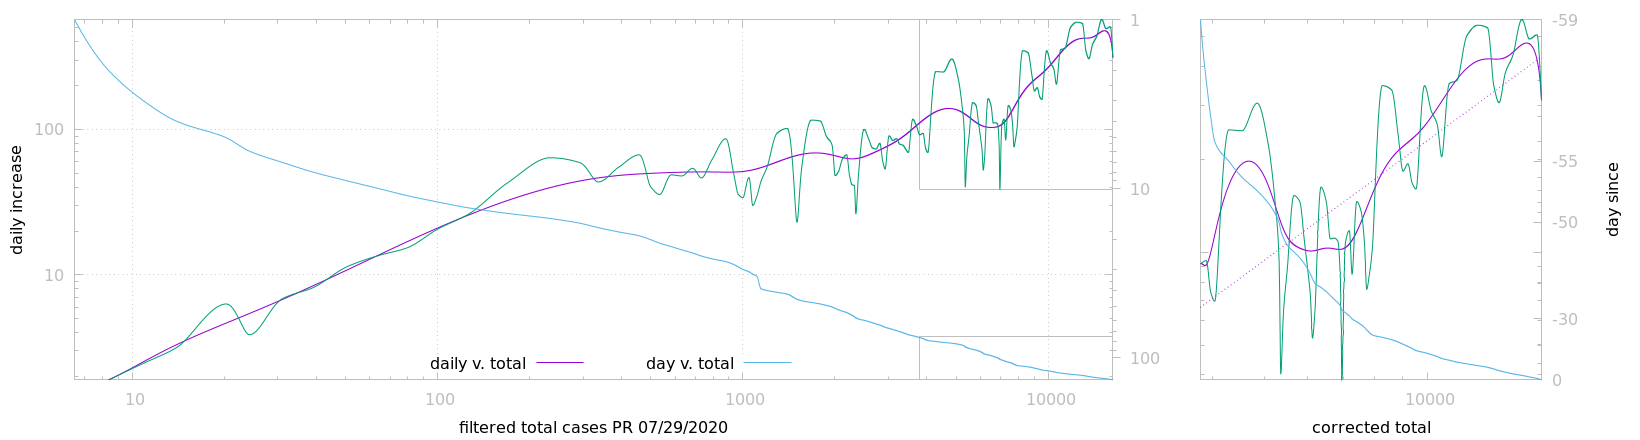 daily increase
100
10
10
100
1000
10000
1
10
100
daily v. total
day v. total
filtered total cases PR 07/29/2020
-59
-55
-50
-30
0
10000
day since
corrected total